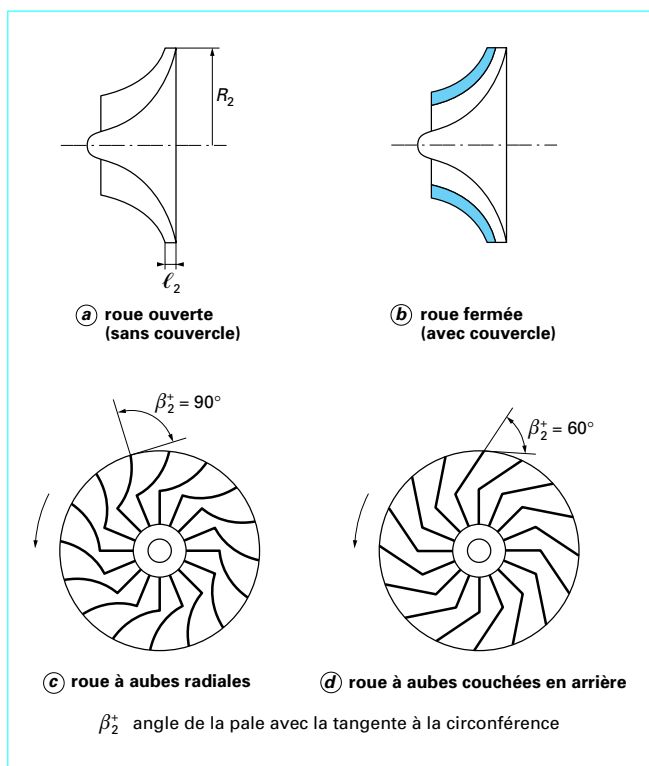 R₂
ℓ₂
ⓐ roue ouverte
(sans couvercle)
ⓑ roue fermée
(avec couvercle)
β₂⁺ = 90°
β₂⁺ = 60°
ⓒ roue à aubes radiales
ⓓ roue à aubes couchées en arrière
β₂⁺ angle de la pale avec la tangente à la circonférence